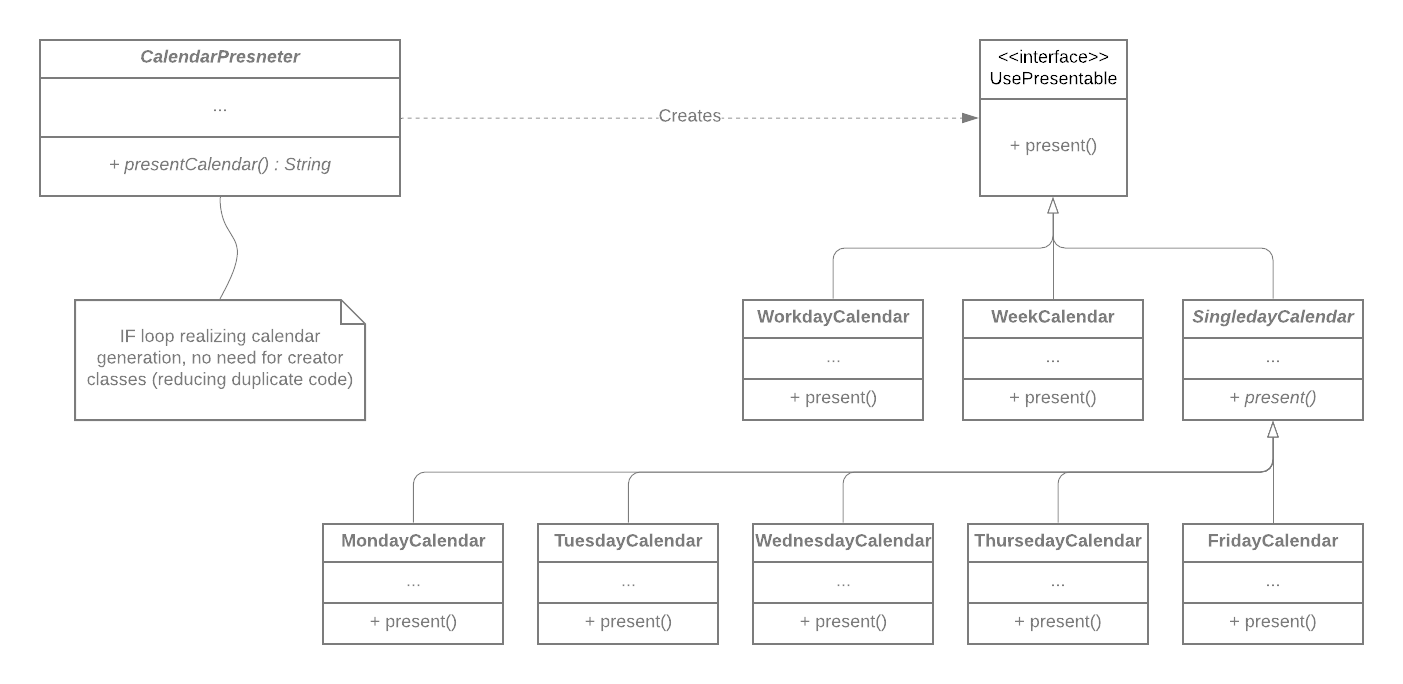 CalendarPresneter
...
+ presentCalendar() : String
Creates
<<interface>>
UsePresentable
+ present()
IF loop realizing calendar
generation, no need for creator
classes (reducing duplicate code)
WorkdayCalendar
...
+ present()
WeekCalendar
...
+ present()
SingledayCalendar
...
+ present()
MondayCalendar
...
+ present()
TuesdayCalendar
...
+ present()
WednesdayCalendar
...
+ present()
ThursedayCalendar
...
+ present()
FridayCalendar
...
+ present()